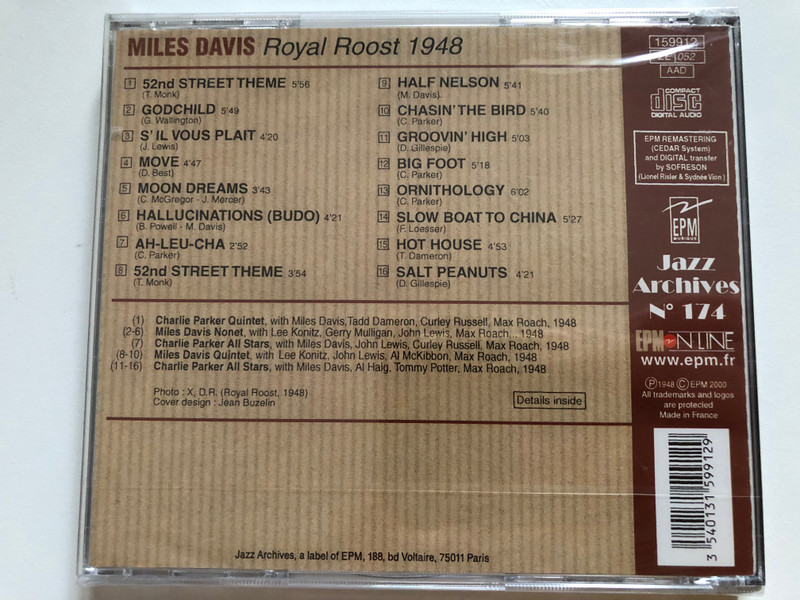 MILES DAVIS Royal Roost 1948
1 52nd STREET THEME 5'56
(T. Monk)
2 GODCHILD 5'49
(G. Wallington)
3 S' IL VOUS PLAIT 4'20
(J. Lewis)
4 MOVE 4'47
(D. Best)
5 MOON DREAMS 3'43
(C. McGregor - J. Mercer)
6 HALLUCINATIONS (BUDO) 4'21
(B. Powell - M. Davis)
7 AH-LEU-CHA 2'52
(C. Parker)
8 52nd STREET THEME 3'54
(T. Monk)
9 HALF NELSON 5'41
(M. Davis)
10 CHASIN' THE BIRD 5'40
(C. Parker)
11 GROOVIN' HIGH 5'03
(D. Gillespie)
12 BIG FOOT 5'18
(C. Parker)
13 ORNITHOLOGY 6'02
(C. Parker)
14 SLOW BOAT TO CHINA 5'27
(F. Loesser)
15 HOT HOUSE 4'53
(T. Dameron)
16 SALT PEANUTS 4'21
(D. Gillespie)
(1) Charlie Parker Quintet, with Miles Davis,Tadd Dameron, Curley Russell, Max Roach, 1948
(2-6) Miles Davis Nonet, with Lee Konitz, Gerry Mulligan, John Lewis, Max Roach... 1948
(7) Charlie Parker All Stars, with Miles Davis, John Lewis, Curley Russell, Max Roach, 1948
(8-10) Miles Davis Quintet, with Lee Konitz, John Lewis, Al McKibbon, Max Roach, 1948
(11-16) Charlie Parker All Stars, with Miles Davis, Al Haig, Tommy Potter, Max Roach, 1948
Photo : X, D.R. (Royal Roost, 1948)
Cover design : Jean Buzelin
Details inside
Jazz Archives, a label of EPM, 188, bd Voltaire, 75011 Paris
159912
052
AAD
COMPACT
disc
DIGITAL AUDIO
EPM REMASTERING
(CEDAR System)
and DIGITAL transfer
by SOFRESON
(Lionel Risler & Sydnée Vion)
EPM
MUSIQUE
Jazz
Archives
N° 174
EPM ON LINE
www.epm.fr
℗ 1948 © EPM 2000
All trademarks and logos
are protected
Made in France
3 540131 599129